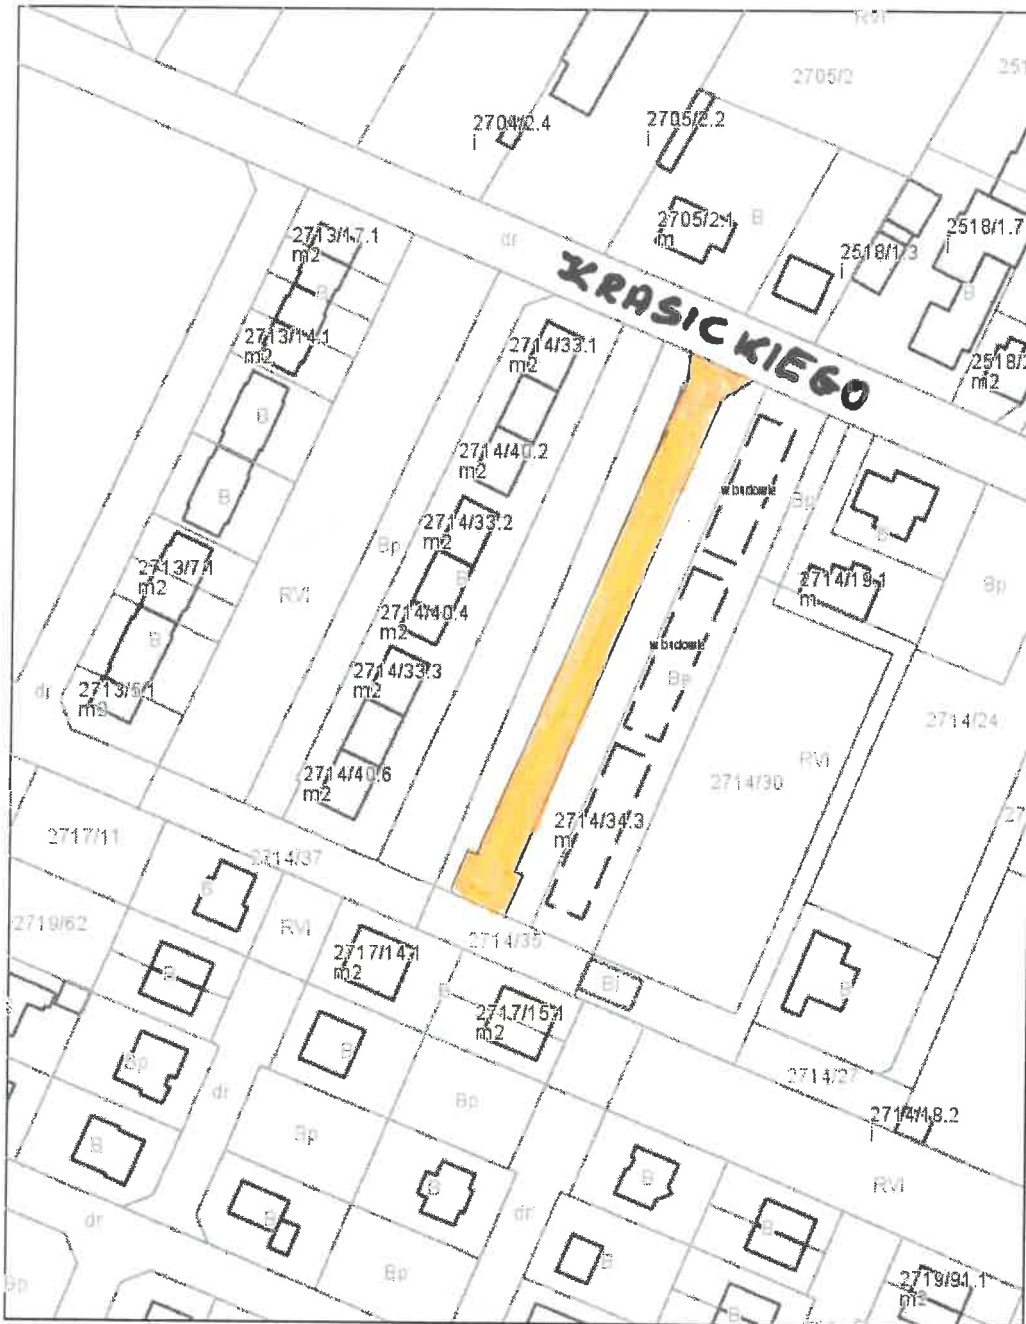 RVI
2705/2
251
2704/2.4
i
2705/2.2
i
B
2705/2.1
m
2518/1.7
i
2518/1.3
i
B
dr
KRASICKIEGO
2713/17.1
m2
B
2713/14.1
m2
2714/33.1
m2
2518/2
m2
B
2714/40.2
m2
w budowie
Bp
B
2714/33.2
m2
B
Bp
2713/7.1
m2
RVI
B
2714/19.1
m
Bp
2714/40.4
m2
w budowie
B
2714/33.3
m2
Bp
dr
2713/5.1
m2
2714/24
RVI
2714/40.6
m2
2714/30
2714/34.3
m
27
2717/11
2714/37
B
2719/62
RVI
2717/14.1
m2
2714/35
B
B
Bi
B
2717/15.1
m2
Bp
B
2714/27
dr
Bp
2714/18.2
i
Bp
B
B
B
RVI
dr
B
dr
B
B
Bp
Bp
2719/91.1
m2
B